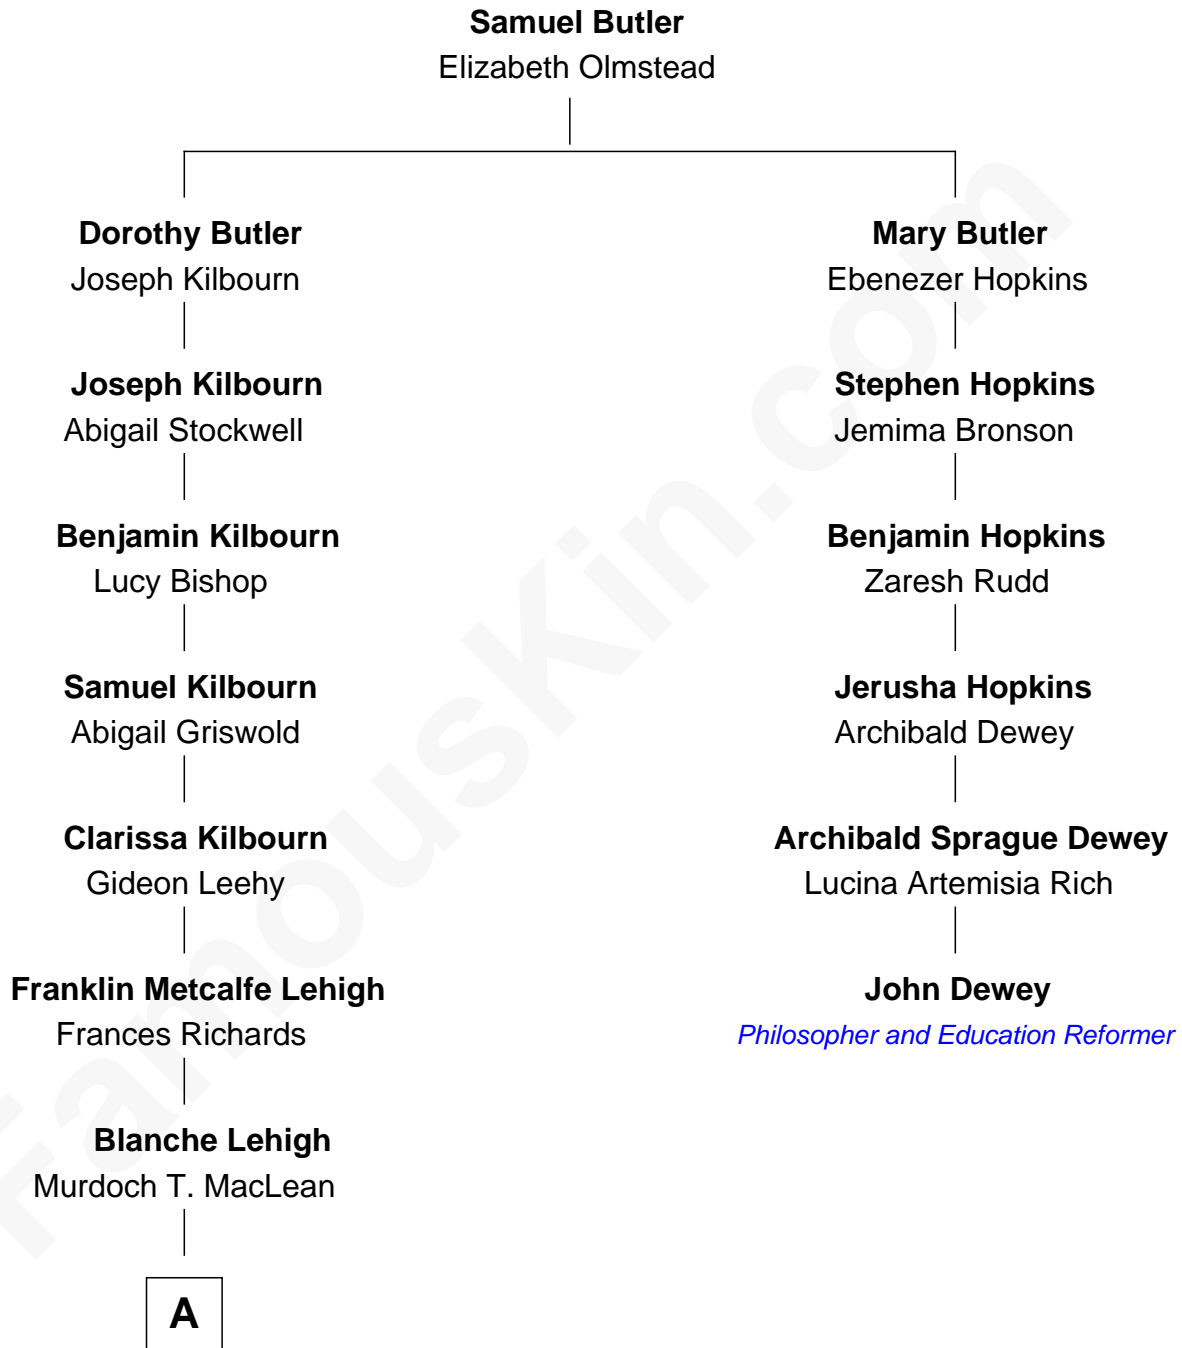 Samuel Butler
Elizabeth Olmstead
Dorothy Butler
Joseph Kilbourn
Mary Butler
Ebenezer Hopkins
Joseph Kilbourn
Abigail Stockwell
Stephen Hopkins
Jemima Bronson
Benjamin Kilbourn
Lucy Bishop
Benjamin Hopkins
Zaresh Rudd
Samuel Kilbourn
Abigail Griswold
Jerusha Hopkins
Archibald Dewey
Clarissa Kilbourn
Gideon Leehy
Archibald Sprague Dewey
Lucina Artemisia Rich
Franklin Metcalfe Lehigh
Frances Richards
John Dewey
Philosopher and Education Reformer
Blanche Lehigh
Murdoch T. MacLean
A
FamousKin.com